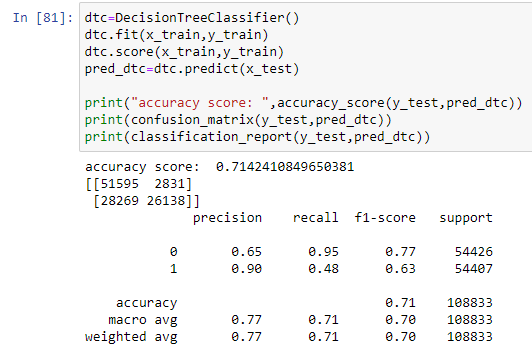 In [81]: dtc=DecisionTreeClassifier()
dtc.fit(x_train,y_train)
dtc.score(x_train,y_train)
pred_dtc=dtc.predict(x_test)
print("accuracy score: ",accuracy_score(y_test,pred_dtc))
print(confusion_matrix(y_test,pred_dtc))
print(classification_report(y_test,pred_dtc))
accuracy score:  0.7142410849650381
[[51595  2831]
[28269 26138]]
precision    recall  f1-score   support
0       0.65      0.95      0.77     54426
1       0.90      0.48      0.63     54407
accuracy                           0.71    108833
macro avg       0.77      0.71      0.70    108833
weighted avg       0.77      0.71      0.70    108833